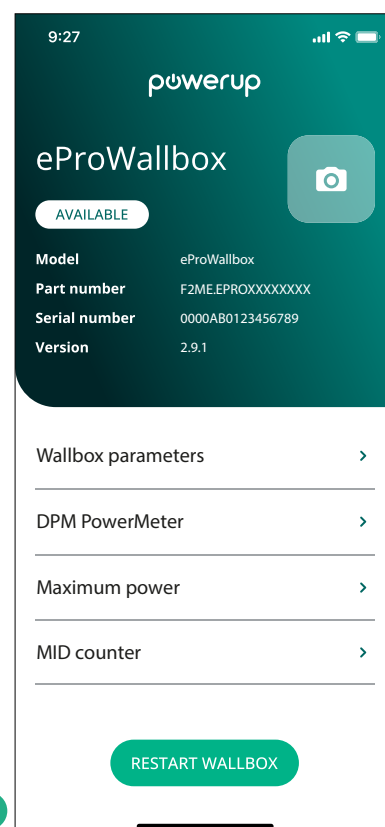 9:27
powerup
eProWallbox
AVAILABLE
Model eProWallbox
Part number F2ME.EPROXXXXXXXX
Serial number 0000AB0123456789
Version 2.9.1
Wallbox parameters
DPM PowerMeter
Maximum power
MID counter
RESTART WALLBOX